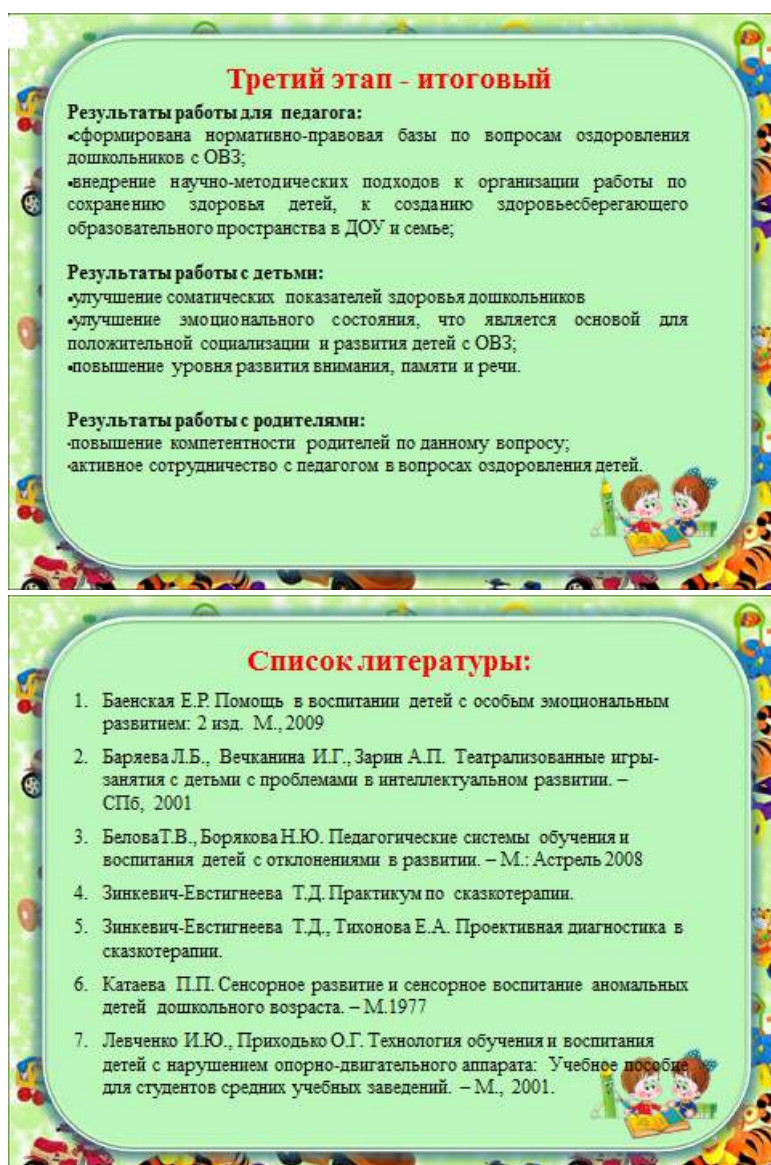 Третий этап - итоговый
Результаты работы для педагога:
•сформирована нормативно-правовая базы по вопросам оздоровления
дошкольников с ОВЗ;
•внедрение научно-методических подходов к организации работы по
сохранению здоровья детей, к созданию здоровьесберегающего
образовательного пространства в ДОУ и семье;
Результаты работы с детьми:
•улучшение соматических показателей здоровья дошкольников
•улучшение эмоционального состояния, что является основой для
положительной социализации и развития детей с ОВЗ;
•повышение уровня развития внимания, памяти и речи.
Результаты работы с родителями:
•повышение компетентности родителей по данному вопросу;
•активное сотрудничество с педагогом в вопросах оздоровления детей.
Список литературы:
1. Баенская Е.Р. Помощь в воспитании детей с особым эмоциональным
развитием: 2 изд. М., 2009
2. Баряева Л.Б., Вечканина И.Г., Зарин А.П. Театрализованные игры-
занятия с детьми с проблемами в интеллектуальном развитии. –
СПб, 2001
3. Белова Т.В., Борякова Н.Ю. Педагогические системы обучения и
воспитания детей с отклонениями в развитии. – М.: Астрель 2008
4. Зинкевич-Евстигнеева Т.Д. Практикум по сказкотерапии.
5. Зинкевич-Евстигнеева Т.Д., Тихонова Е.А. Проективная диагностика в
сказкотерапии.
6. Катаева П.П. Сенсорное развитие и сенсорное воспитание аномальных
детей дошкольного возраста. – М.1977
7. Левченко И.Ю., Приходько О.Г. Технология обучения и воспитания
детей с нарушением опорно-двигательного аппарата: Учебное пособие
для студентов средних учебных заведений. – М., 2001.